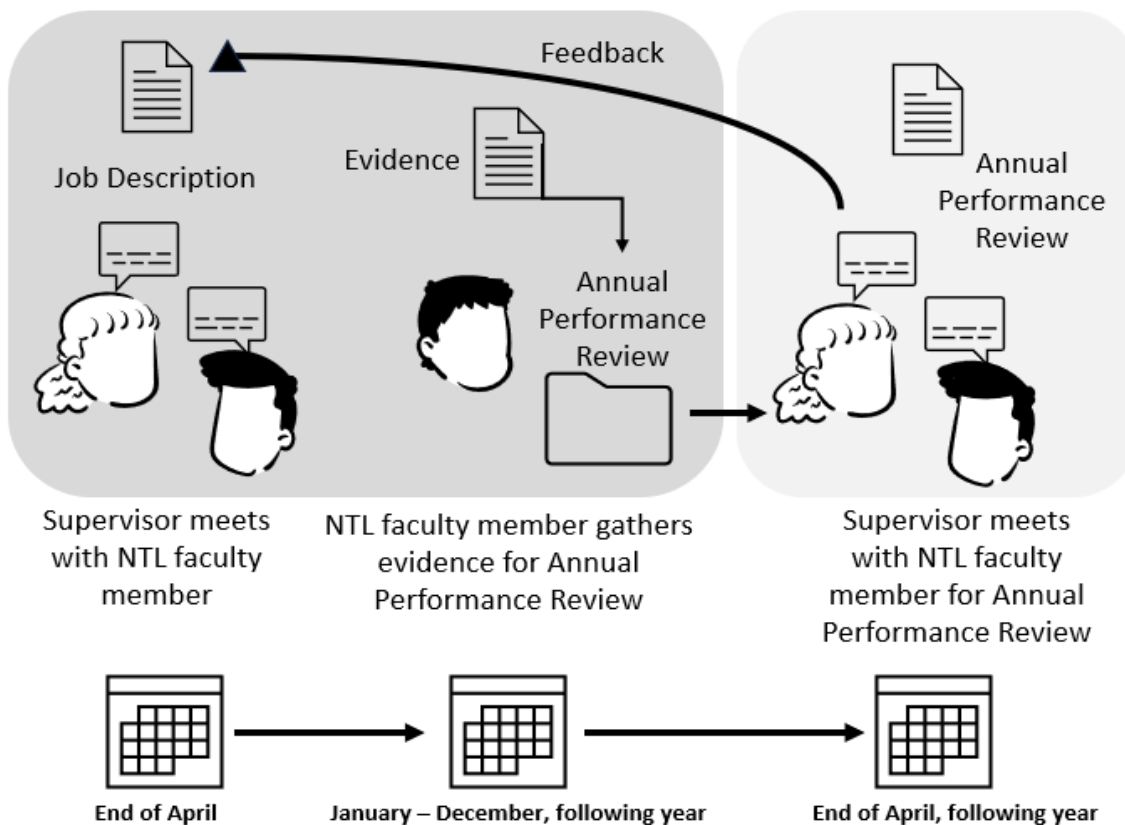 Feedback
Job Description
Evidence
Annual
Performance
Review
Annual
Performance
Review
Supervisor meets
with NTL faculty
member
NTL faculty member gathers
evidence for Annual
Performance Review
Supervisor meets
with NTL faculty
member for Annual
Performance Review
End of April
January – December, following year
End of April, following year